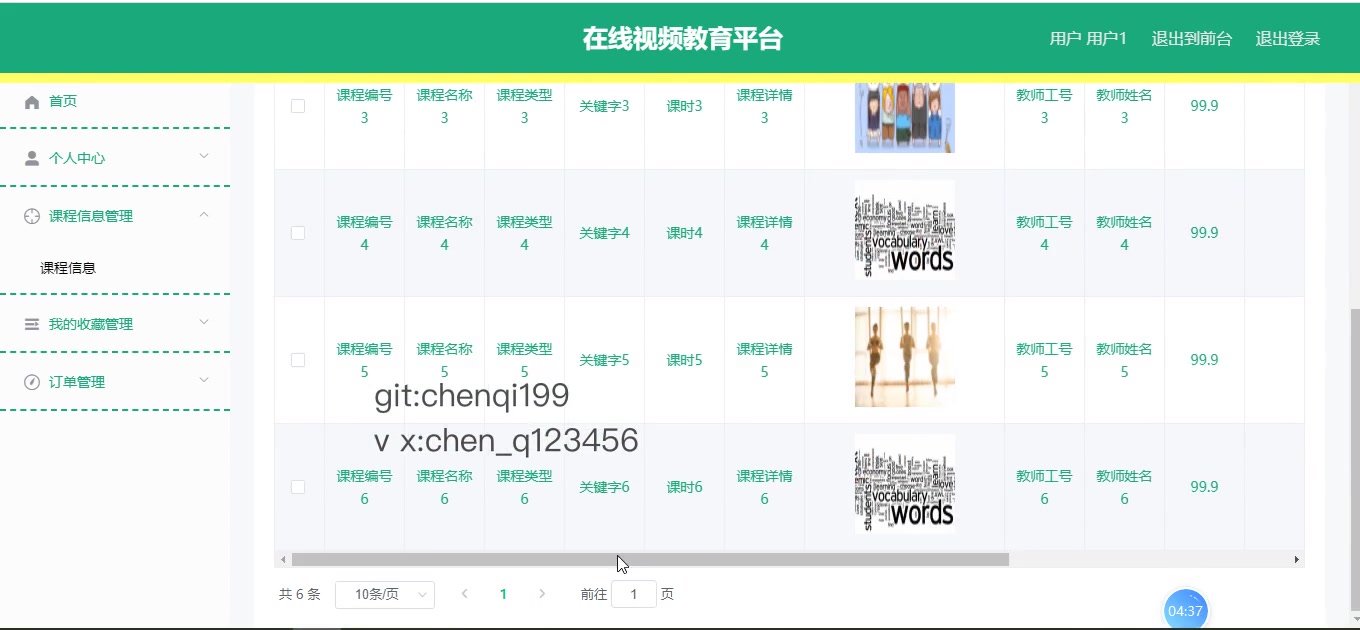 在线视频教育平台
用户 用户1 退出到前台 退出登录
首页
个人中心
课程信息管理
课程信息
我的收藏管理
订单管理
课程编号3 课程名称3 课程类型3 关键字3 课时3 课程详情3 教师工号3 教师姓名3 99.9
课程编号4 课程名称4 课程类型4 关键字4 课时4 课程详情4 教师工号4 教师姓名4 99.9
vocabulary
words
students
learn
love
课程编号5 课程名称5 课程类型5 关键字5 课时5 课程详情5 教师工号5 教师姓名5 99.9
git:chenqi199
v x:chen_q123456
课程编号6 课程名称6 课程类型6 关键字6 课时6 课程详情6 教师工号6 教师姓名6 99.9
vocabulary
words
students
learn
love
共 6 条 10条/页 1 前往 1 页
04:37